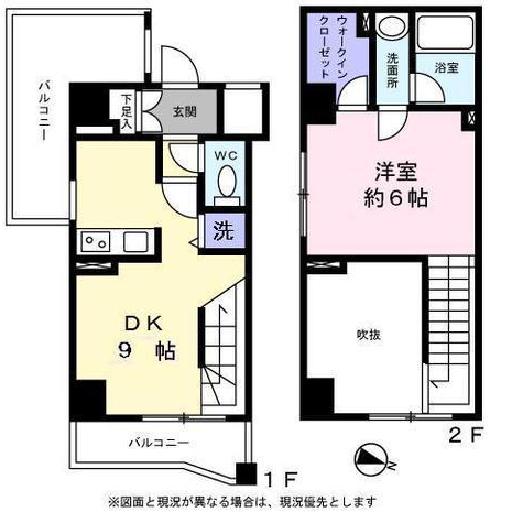 バルコニー
下足入
玄関
WC
洗
DK
9 帖
バルコニー
1F
ウォークイン
クローゼット
洗面所
浴室
洋室
約6帖
吹抜
2F
N
※図面と現況が異なる場合は、現況優先とします